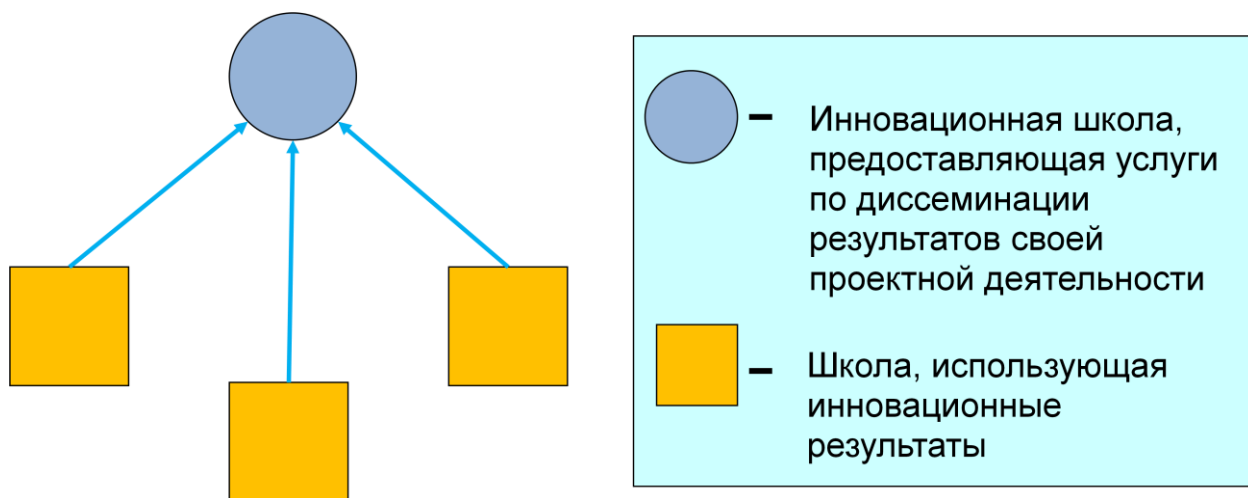 – Инновационная школа,
предоставляющая услуги
по диссеминации
результатов своей
проектной деятельности
– Школа, использующая
инновационные
результаты